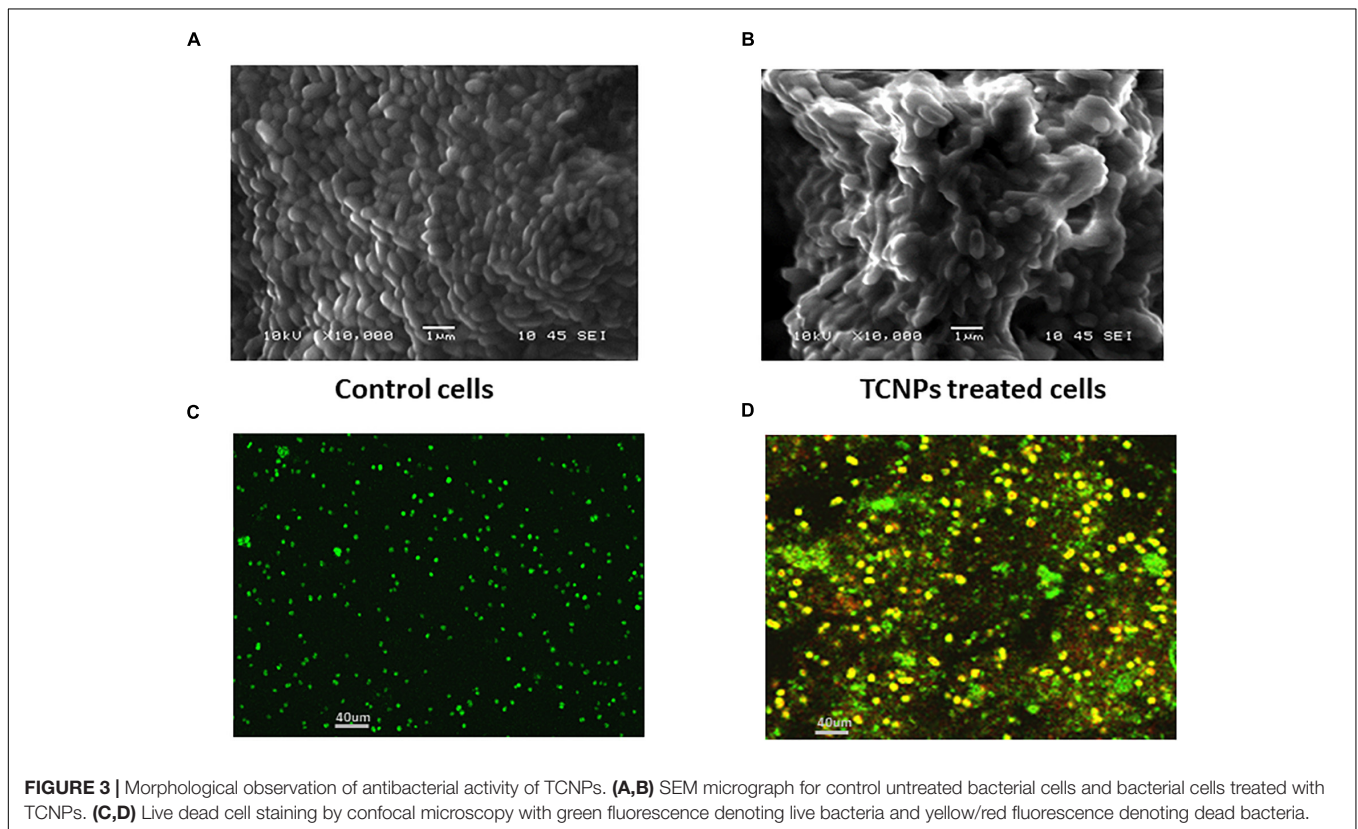 A
B
10kV X10,000 1µm 10 45 SEI
10kV X10,000 1µm 10 45 SEI
Control cells
TCNPs treated cells
C
D
40um
40um
FIGURE 3 | Morphological observation of antibacterial activity of TCNPs. (A,B) SEM micrograph for control untreated bacterial cells and bacterial cells treated with
TCNPs. (C,D) Live dead cell staining by confocal microscopy with green fluorescence denoting live bacteria and yellow/red fluorescence denoting dead bacteria.